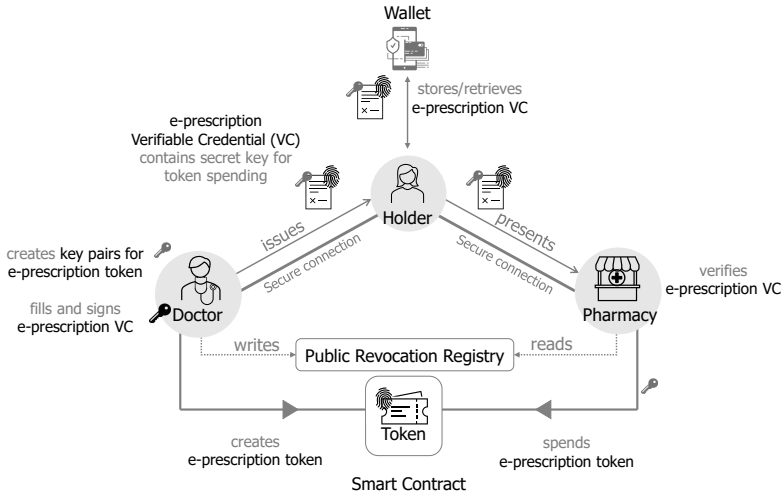 Wallet
stores/retrieves
e-prescription VC
e-prescription
Verifiable Credential (VC)
contains secret key for
token spending
Holder
issues
Secure connection
presents
Secure connection
creates key pairs for
e-prescription token
fills and signs
e-prescription VC
Doctor
Pharmacy
verifies
e-prescription VC
writes
Public Revocation Registry
reads
Token
creates
e-prescription token
spends
e-prescription token
Smart Contract